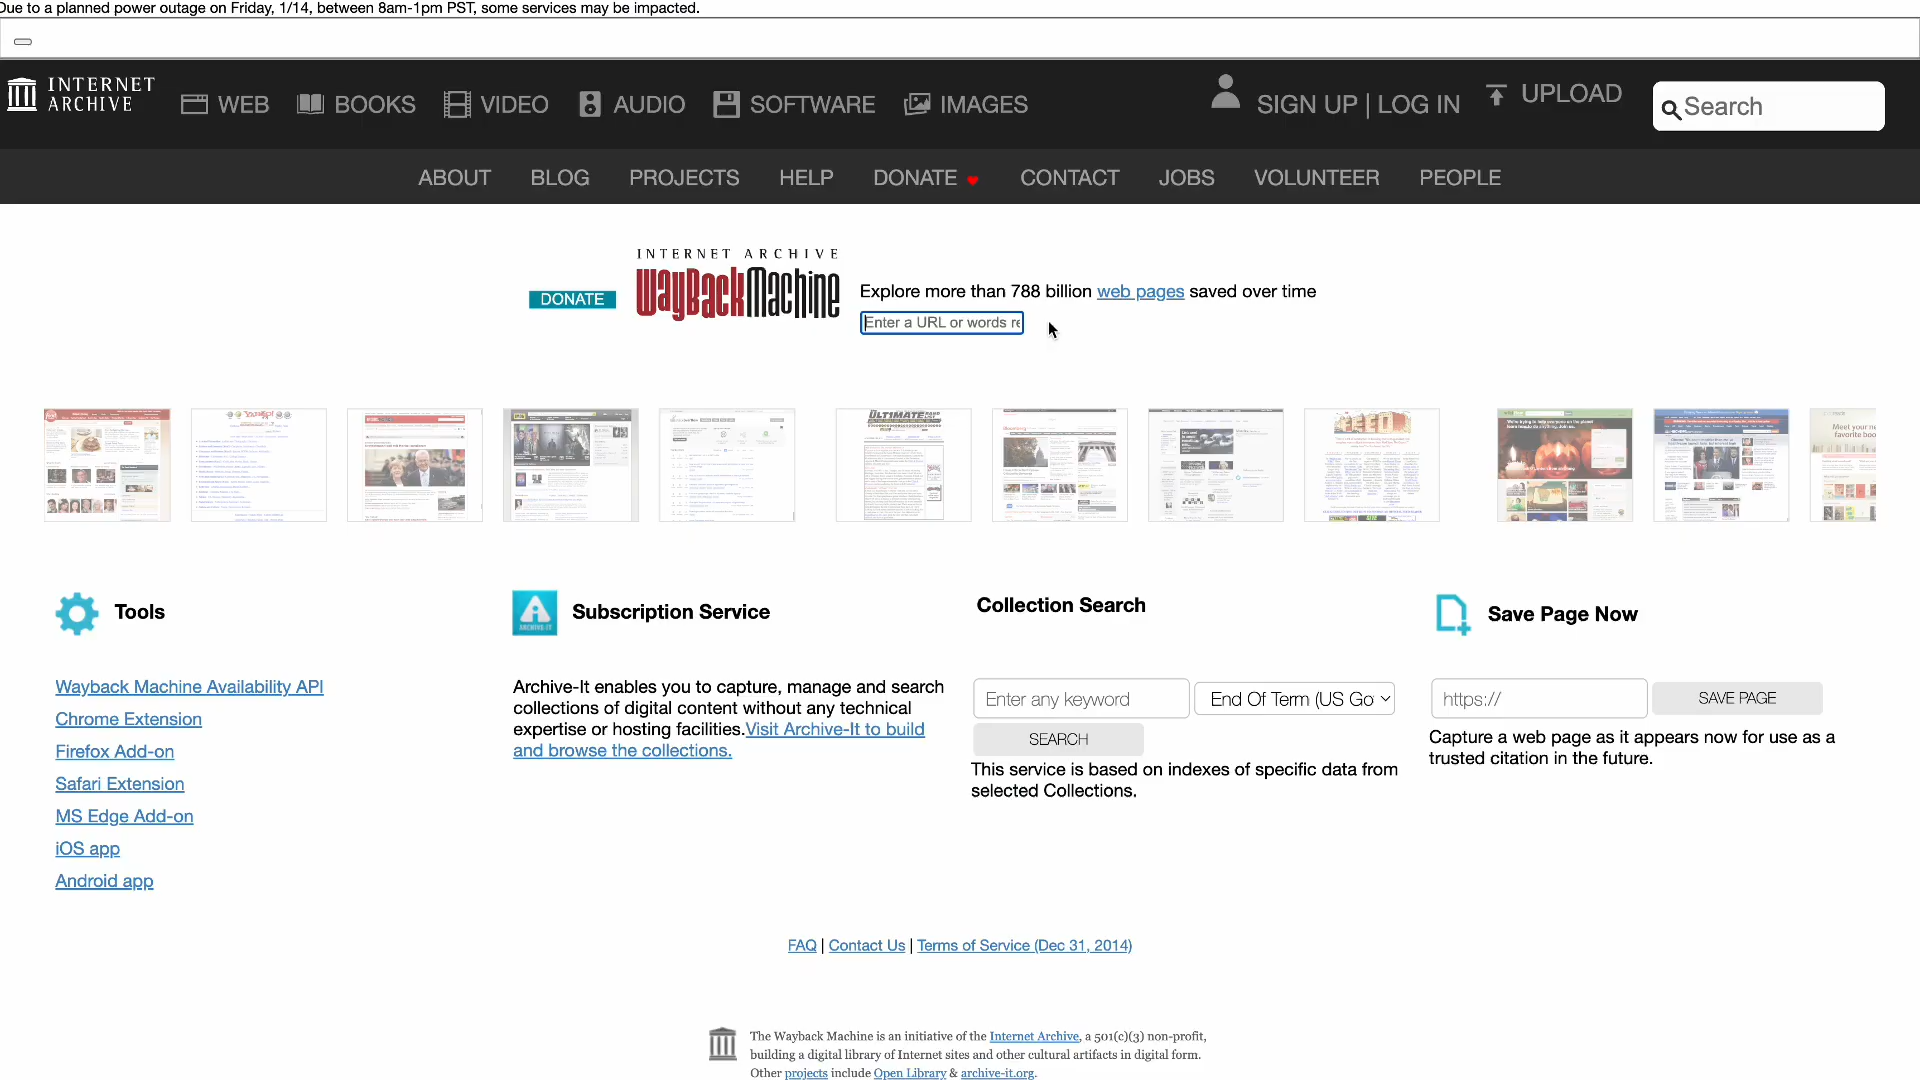 Due to a planned power outage on Friday, 1/14, between 8am-1pm PST, some services may be impacted.
INTERNET
ARCHIVE
WEB
BOOKS
VIDEO
AUDIO
SOFTWARE
IMAGES
SIGN UP | LOG IN
UPLOAD
Search
ABOUT
BLOG
PROJECTS
HELP
DONATE
CONTACT
JOBS
VOLUNTEER
PEOPLE
DONATE
INTERNET ARCHIVE
WayBackMachine
Explore more than 788 billion web pages saved over time
Enter a URL or words re
Tools
Wayback Machine Availability API
Chrome Extension
Firefox Add-on
Safari Extension
MS Edge Add-on
iOS app
Android app
ARCHIVE-IT
Subscription Service
Archive-It enables you to capture, manage and search
collections of digital content without any technical
expertise or hosting facilities.Visit Archive-It to build
and browse the collections.
Collection Search
Enter any keyword
End Of Term (US Go
SEARCH
This service is based on indexes of specific data from
selected Collections.
Save Page Now
https://
SAVE PAGE
Capture a web page as it appears now for use as a
trusted citation in the future.
FAQ | Contact Us | Terms of Service (Dec 31, 2014)
The Wayback Machine is an initiative of the Internet Archive, a 501(c)(3) non-profit,
building a digital library of Internet sites and other cultural artifacts in digital form.
Other projects include Open Library & archive-it.org.